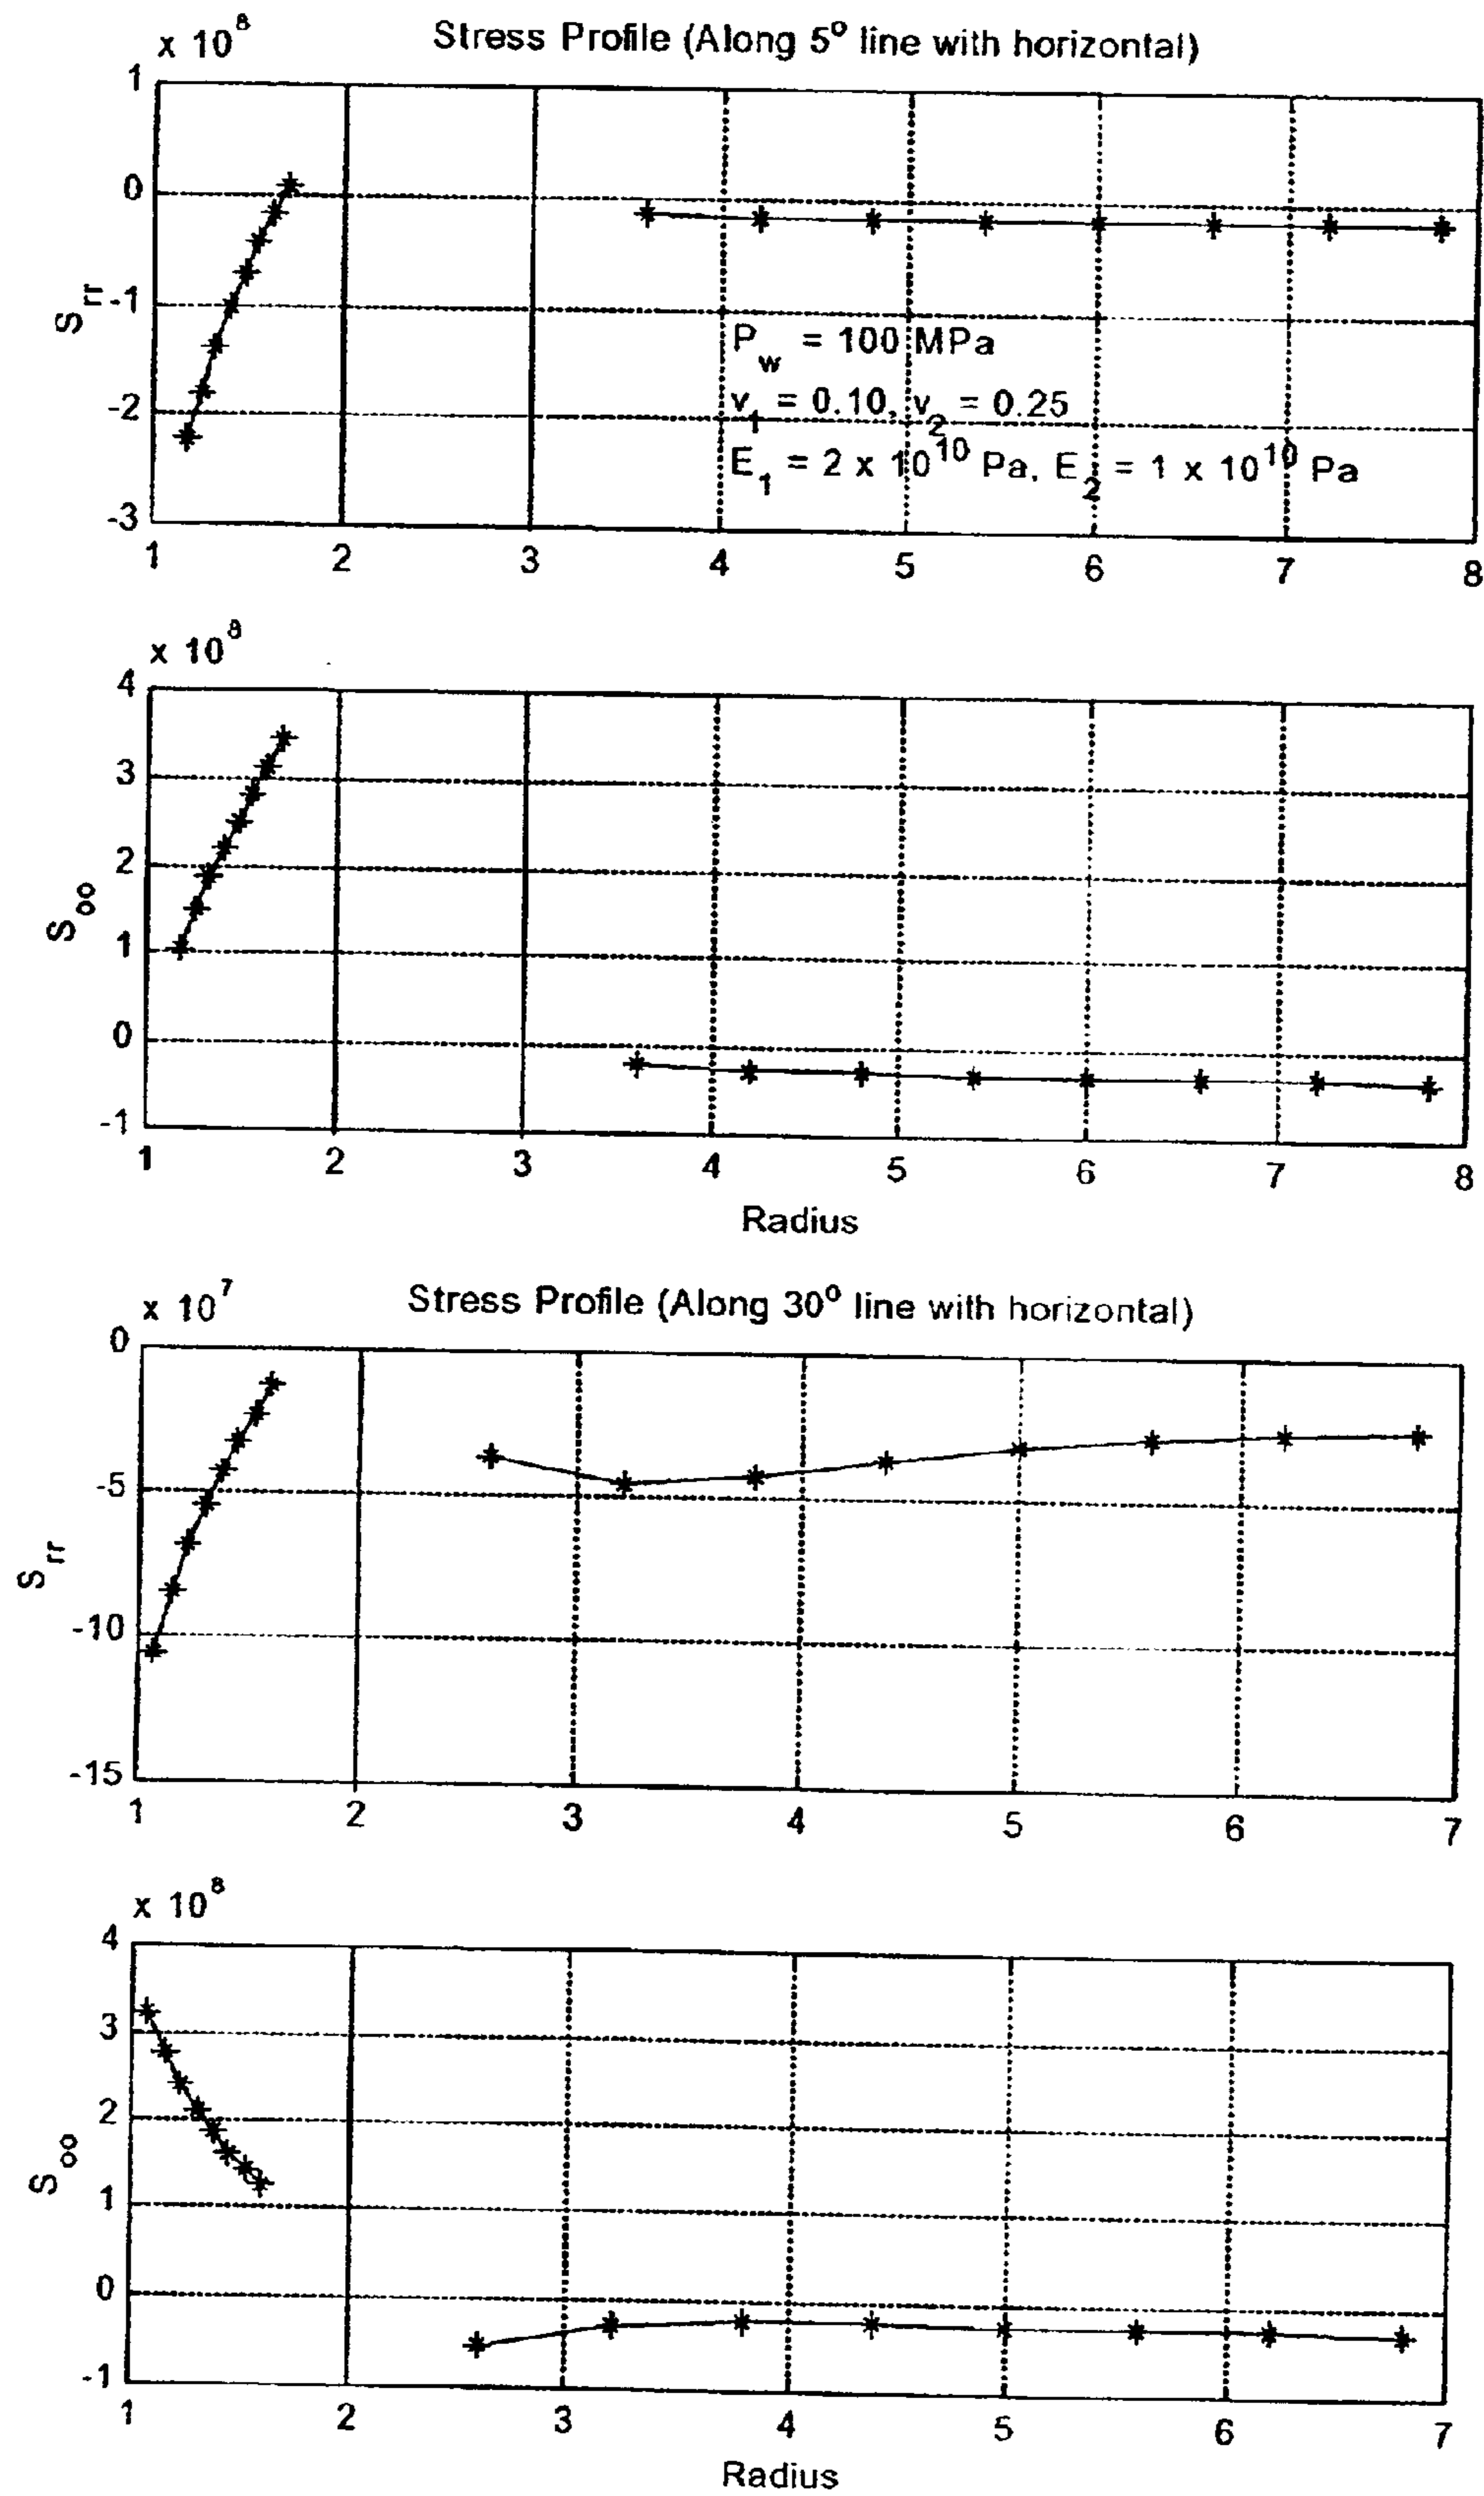 x 10^8
Stress Profile (Along 5° line with horizontal)
1
0
-1
-2
-3
S_rr
P_w = 100 MPa
v_1 = 0.10, v_2 = 0.25
E_1 = 2 x 10^10 Pa, E_2 = 1 x 10^10 Pa
1 2 3 4 5 6 7 8
x 10^8
4
3
2
1
0
-1
S_oo
1 2 3 4 5 6 7 8
Radius
x 10^7
Stress Profile (Along 30° line with horizontal)
0
-5
-10
-15
S_rr
1 2 3 4 5 6 7
x 10^8
4
3
2
1
0
-1
S_oo
1 2 3 4 5 6 7
Radius